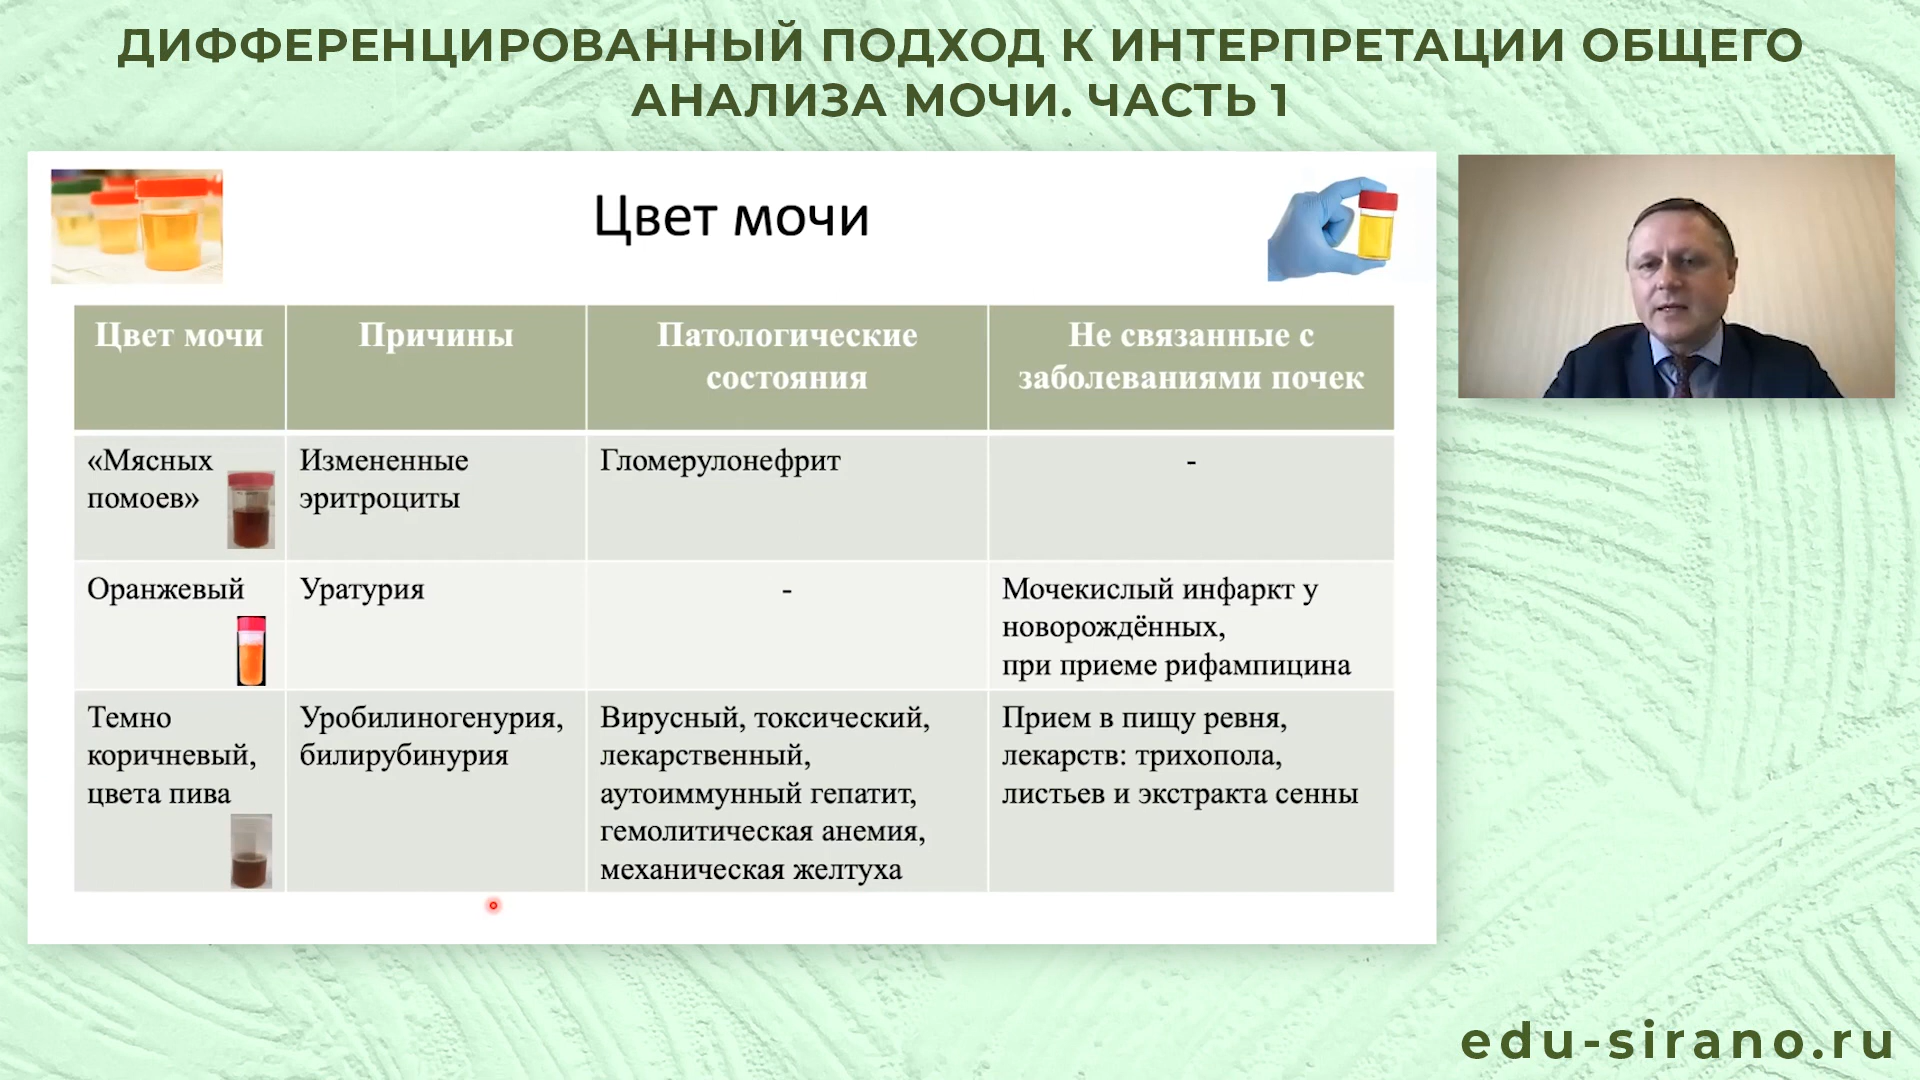 ДИФФЕРЕНЦИРОВАННЫЙ ПОДХОД К ИНТЕРПРЕТАЦИИ ОБЩЕГО
АНАЛИЗА МОЧИ. ЧАСТЬ 1
Цвет мочи
Цвет мочи
Причины
Патологические
состояния
Не связанные с
заболеваниями почек
«Мясных
помоев»
Измененные
эритроциты
Гломерулонефрит
-
Оранжевый
Уратурия
-
Мочекислый инфаркт у
новорождённых,
при приеме рифампицина
Темно
коричневый,
цвета пива
Уробилиногенурия,
билирубинурия
Вирусный, токсический,
лекарственный,
аутоиммунный гепатит,
гемолитическая анемия,
механическая желтуха
Прием в пищу ревня,
лекарств: трихопола,
листьев и экстракта сенны
edu-sirano.ru